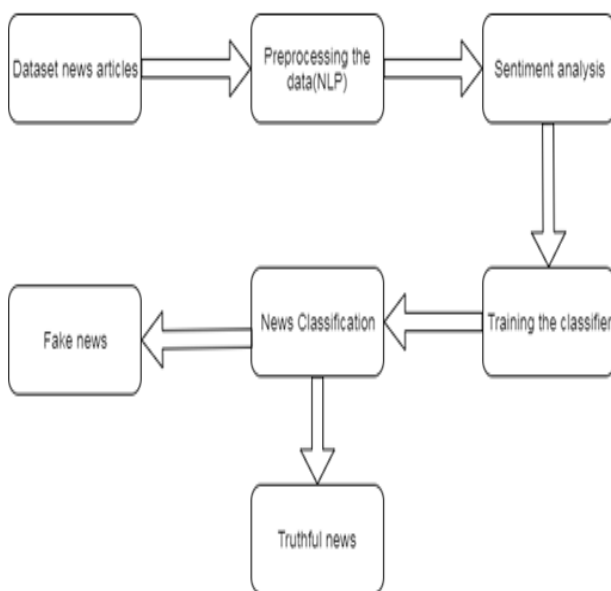 Dataset news articles
Preprocessing the
data(NLP)
Sentiment analysis
Training the classifier
News Classification
Fake news
Truthful news